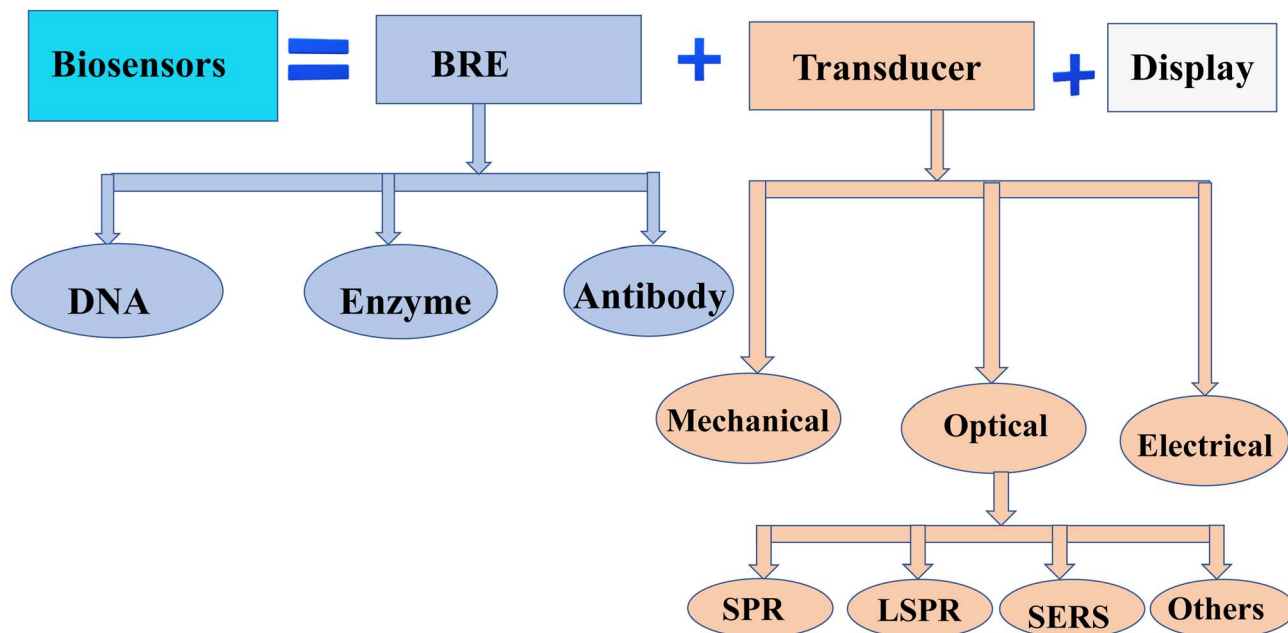 Biosensors = BRE + Transducer + Display
DNA Enzyme Antibody
Mechanical Optical Electrical
SPR LSPR SERS Others